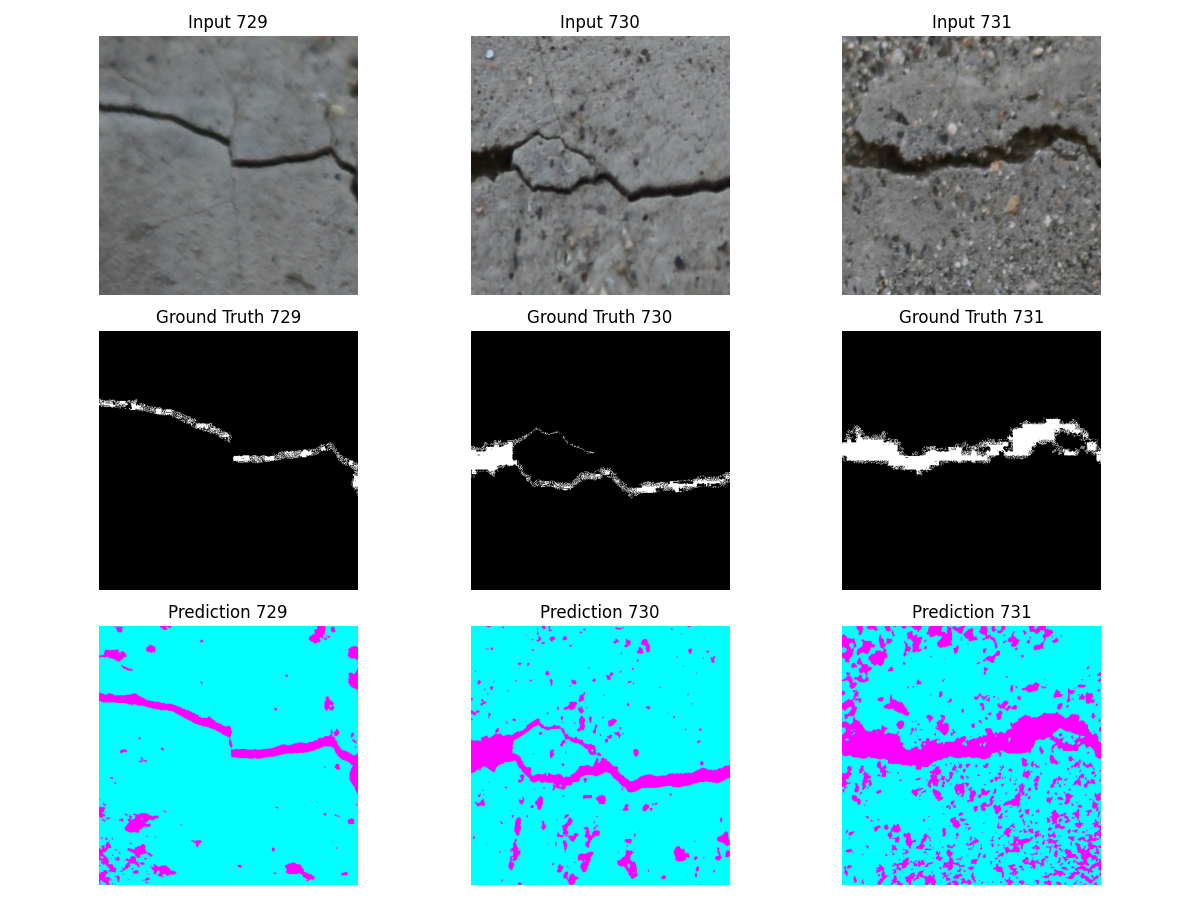 Input 729
Input 730
Input 731
Ground Truth 729
Ground Truth 730
Ground Truth 731
Prediction 729
Prediction 730
Prediction 731